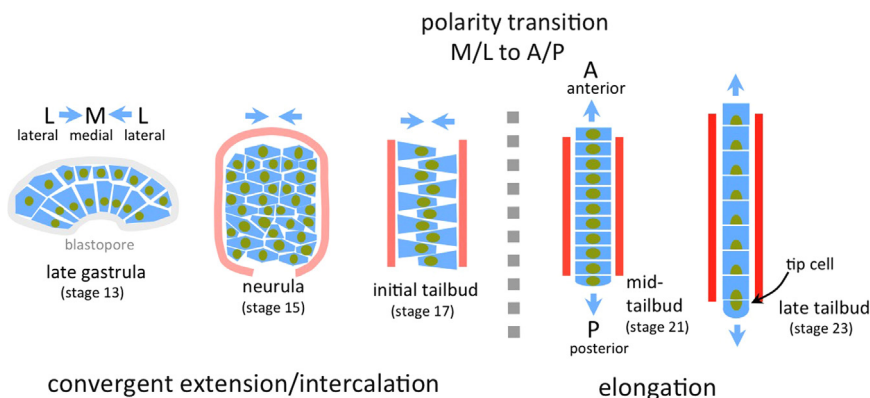 polarity transition
M/L to A/P
L M L
lateral medial lateral
A
anterior
blastopore
late gastrula
(stage 13)
neurula
(stage 15)
initial tailbud
(stage 17)
mid-
tailbud
(stage 21)
P
posterior
tip cell
late tailbud
(stage 23)
convergent extension/intercalation
elongation